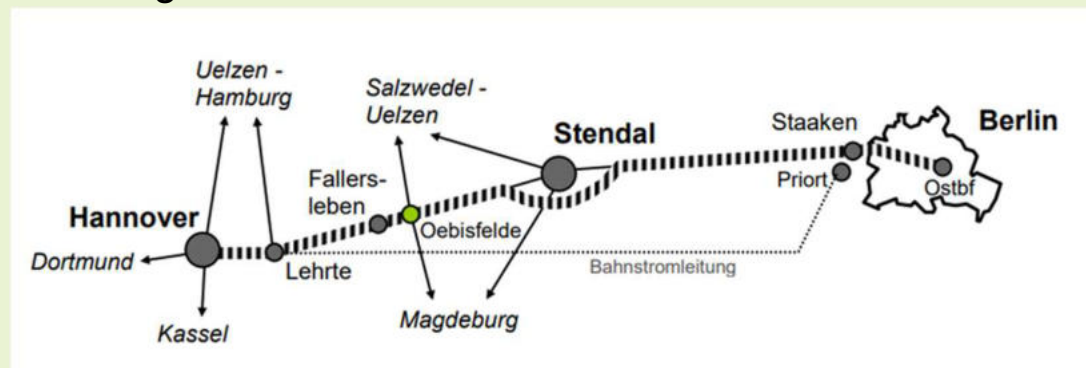 Uelzen -
Hamburg
Salzwedel -
Uelzen
Stendal
Staaken
Berlin
Priort
Ostbf
Fallers-
leben
Hannover
Oebisfelde
Dortmund
Lehrte
Bahnstromleitung
Kassel
Magdeburg